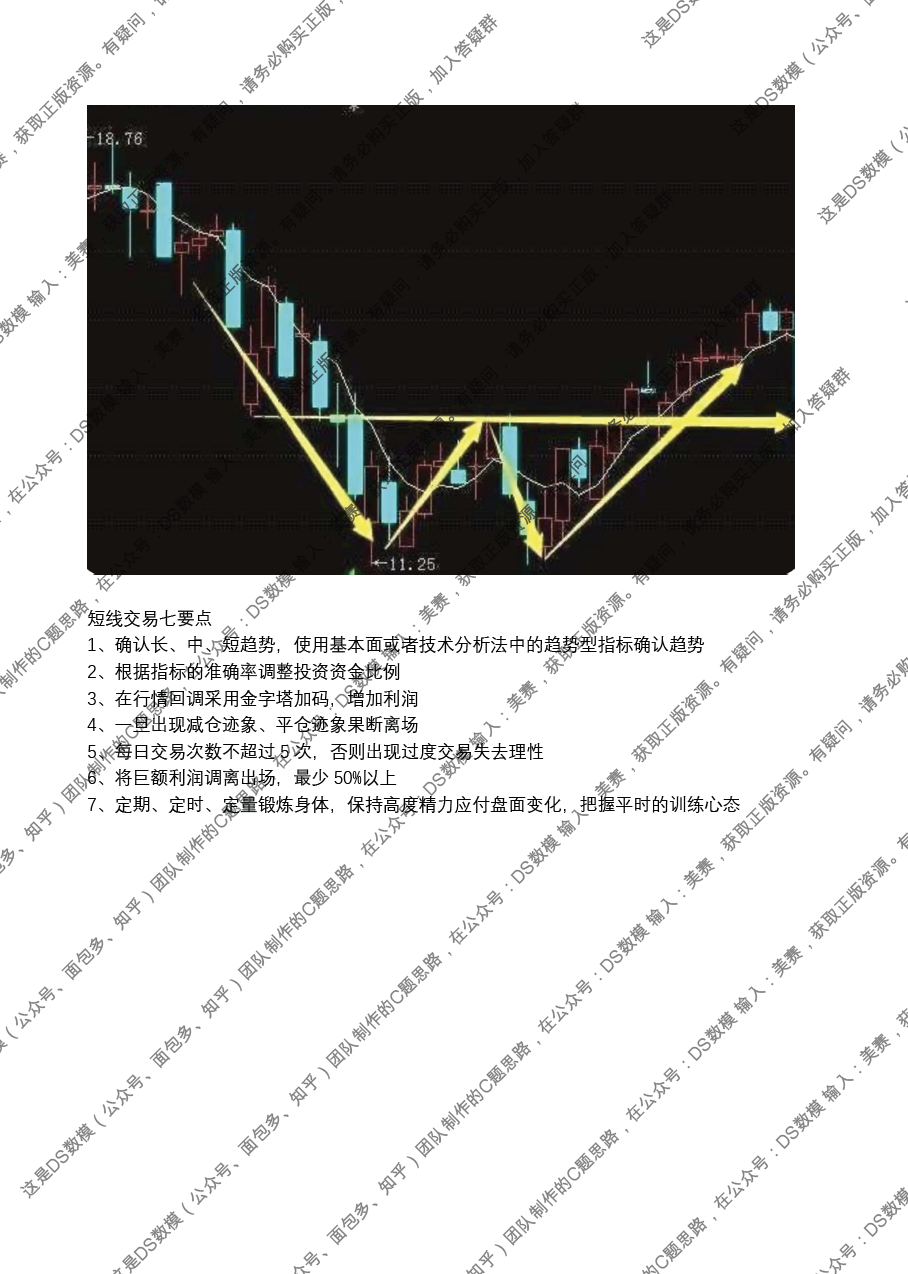 18.76
11.25
短线交易七要点
1、确认长、中、短趋势，使用基本面或者技术分析法中的趋势型指标确认趋势
2、根据指标的准确率调整投资资金比例
3、在行情回调采用金字塔加码，增加利润
4、一旦出现减仓迹象、平仓迹象果断离场
5、每日交易次数不超过 5 次，否则出现过度交易失去理性
6、将巨额利润调离出场，最少 50%以上
7、定期、定时、定量锻炼身体，保持高度精力应付盘面变化，把握平时的训练心态
这是DS数模（公众号、面包多、知乎）团队制作的C题思路，在公众号：DS数模 输入：美赛，获取正版资源。有疑问，请务必购买正版，加入答疑群